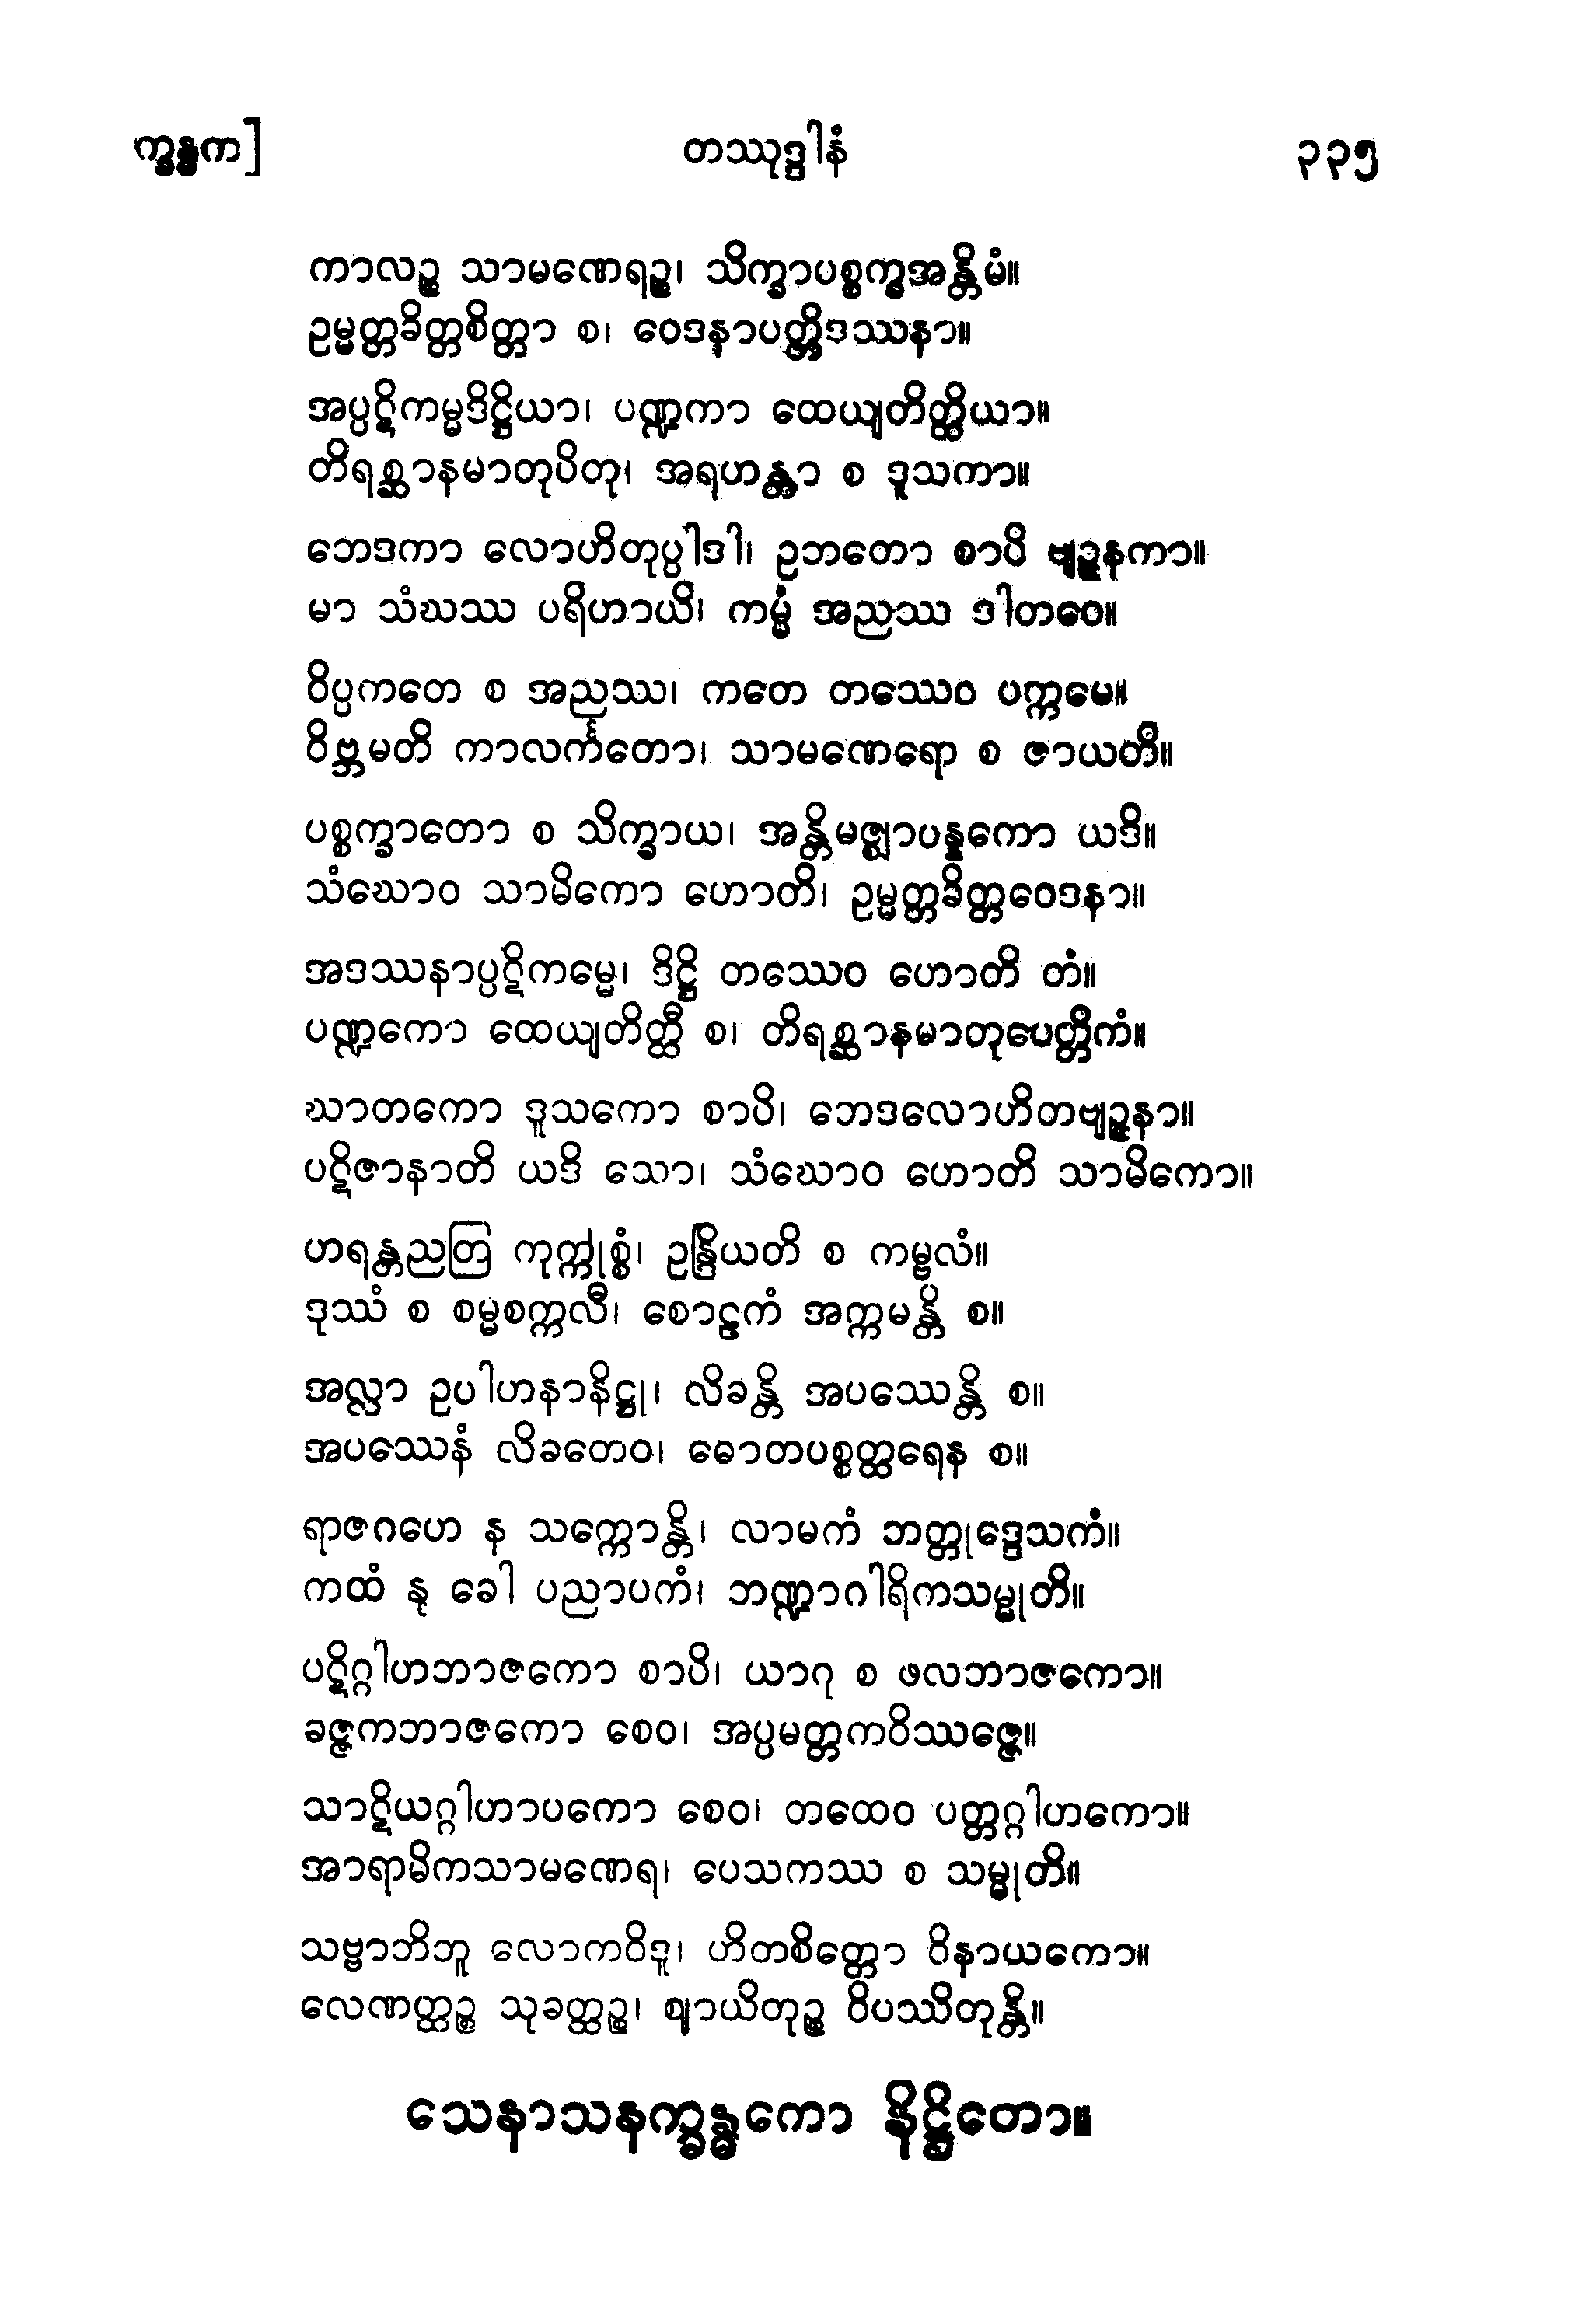 က္ခန္ဓက]
တဿုဒ္ဒါနံ
၃၃၅
ကာလဉ္စ သာမဏေရဉ္စ၊ သိက္ခာပစ္စက္ခအန္တိမံ။
ဥမ္မတ္တခိတ္တစိတ္တာ စ၊ ဝေဒနာပတ္တိဒဿနာ။
အပ္ပဋိကမ္မဒိဋ္ဌိယာ၊ ပဏ္ဍကာ ထေယျတိတ္ထိယာ။
တိရစ္ဆာနမာတုပိတု၊ အရဟန္တာ စ ဒူသကာ။
ဘေဒကာ လောဟိတုပ္ပါဒါ၊ ဥဘတော စာပိ ဗျဉ္ဇနကာ။
မာ သံဃဿ ပရိဟာယိ၊ ကမ္မံ အညဿ ဒါတဝေ။
ဝိပ္ပကတေ စ အညဿ၊ ကတေ တဿေဝ ပက္ကမေ။
ဝိဗ္ဘမတိ ကာလင်္ကတော၊ သာမဏေရော စ ဇာယတိ။
ပစ္စက္ခာတော စ သိက္ခာယ၊ အန္တိမဇ္ဈာပန္နကော ယဒိ။
သံဃောဝ သာမိကော ဟောတိ၊ ဥမ္မတ္တခိတ္တဝေဒနာ။
အဒဿနာပ္ပဋိကမ္မေ၊ ဒိဋ္ဌိ တဿေဝ ဟောတိ တံ။
ပဏ္ဍကော ထေယျတိတ္ထီ စ၊ တိရစ္ဆာနမာတုပေတ္တိကံ။
ဃာတကော ဒူသကော စာပိ၊ ဘေဒလောဟိတဗျဉ္ဇနာ။
ပဋိဇာနာတိ ယဒိ သော၊ သံဃောဝ ဟောတိ သာမိကော။
ဟရန္တညတြ ကုက္ကုစ္စံ၊ ဥန္ဒြိယတိ စ ကမ္ဗလံ။
ဒုဿံ စ စမ္မစက္ကလီ၊ စောဠကံ အက္ကမန္တိ စ။
အလ္လာ ဥပါဟနာနိဋ္ဌု၊ လိခန္တိ အပဿေန္တိ စ။
အပဿေနံ လိခတေဝ၊ ဓောတပစ္စတ္ထရေန စ။
ရာဇဂဟေ န သက္ကောန္တိ၊ လာမကံ ဘတ္တုဒ္ဒေသကံ။
ကထံ နု ခေါ ပညာပကံ၊ ဘဏ္ဍာဂါရိကသမ္မုတိ။
ပဋိဂ္ဂါဟဘာဇကော စာပိ၊ ယာဂု စ ဖလဘာဇကော။
ခဇ္ဇကဘာဇကော စေဝ၊ အပ္ပမတ္တကဝိဿဇ္ဇေ။
သာဋိယဂ္ဂါဟာပကော စေဝ၊ တထေဝ ပတ္တဂ္ဂါဟကော။
အာရာမိကသာမဏေရ၊ ပေသကဿ စ သမ္မုတိ။
သဗ္ဗာဘိဘူ လောကဝိဒူ၊ ဟိတစိတ္တော ဝိနာယကော။
လေဏတ္ထဉ္စ သုခတ္ထဉ္စ၊ ဈာယိတုဉ္စ ဝိပဿိတုန္တိ။
သေနာသနက္ခန္ဓကော နိဋ္ဌိတော။